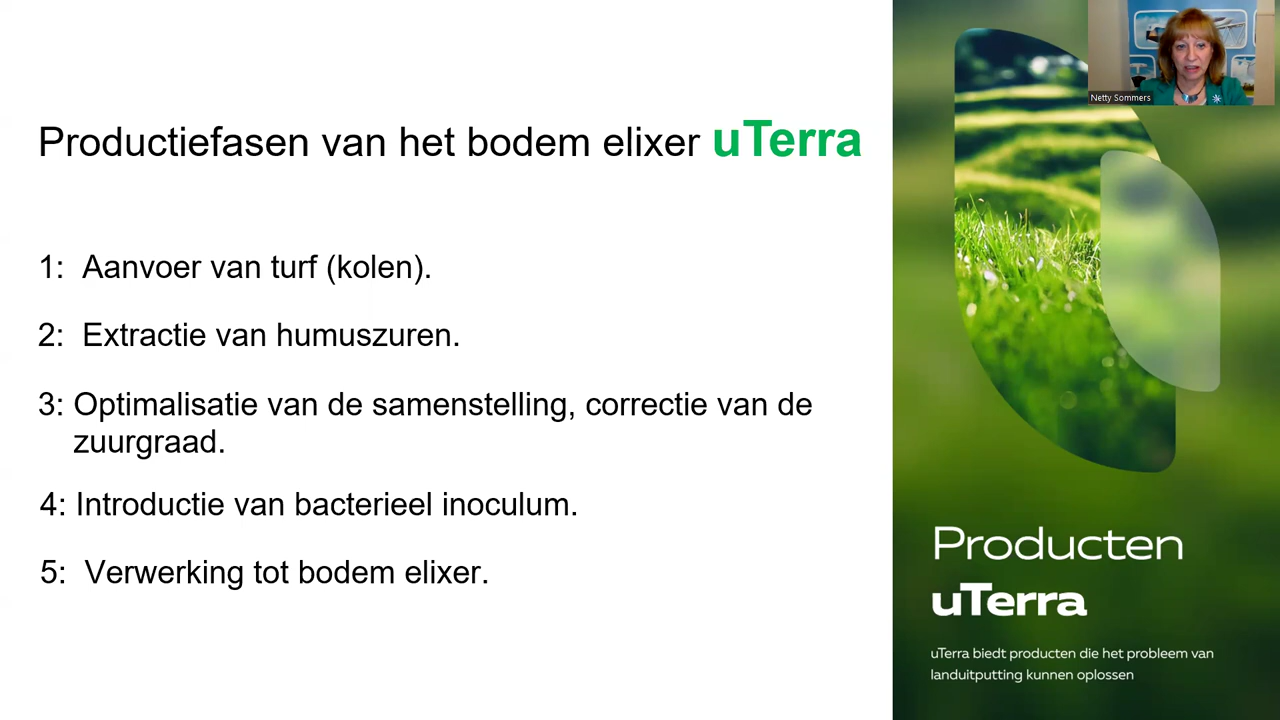 Productiefasen van het bodem elixer uTerra
1: Aanvoer van turf (kolen).
2: Extractie van humuszuren.
3: Optimalisatie van de samenstelling, correctie van de
zuurgraad.
4: Introductie van bacterieel inoculum.
5: Verwerking tot bodem elixer.
Netty Sommers
Producten
uTerra
uTerra biedt producten die het probleem van
landuitputting kunnen oplossen